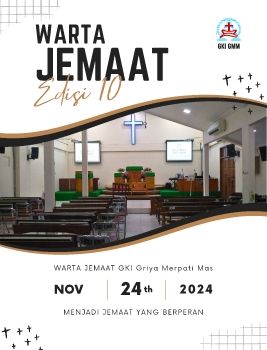 WARTA
JEMAAT
Edisi 10
GKI GMM
WARTA JEMAAT GKI Griya Merpati Mas
NOV
24th
2024
MENJADI JEMAAT YANG BERPERAN